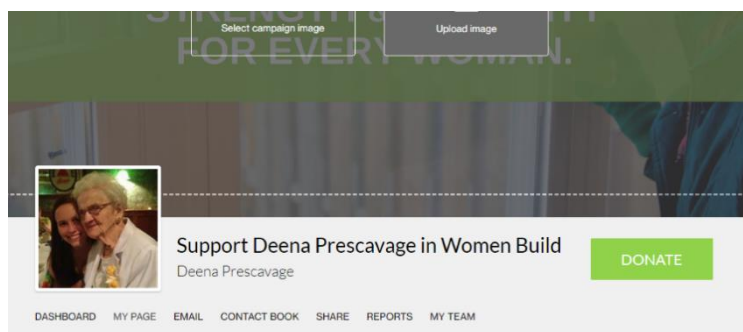 STRENGTH
Select campaign image
Upload image
FOR EVERY WOMAN.
Support Deena Prescavage in Women Build
Deena Prescavage
DONATE
DASHBOARD MY PAGE EMAIL CONTACT BOOK SHARE REPORTS MY TEAM